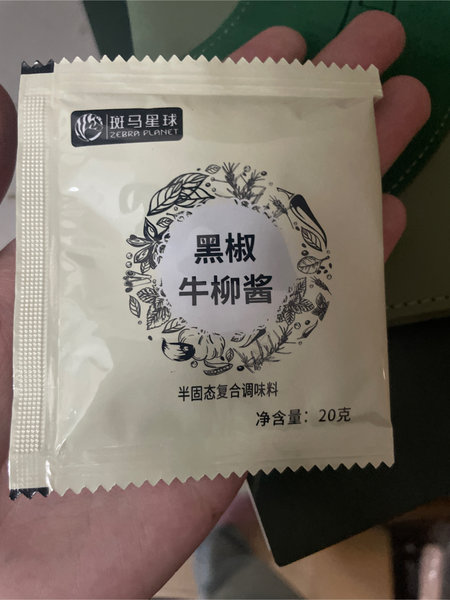 斑马星球
ZEBRA PLANET
黑椒
牛柳酱
半固态复合调味料
净含量：20克